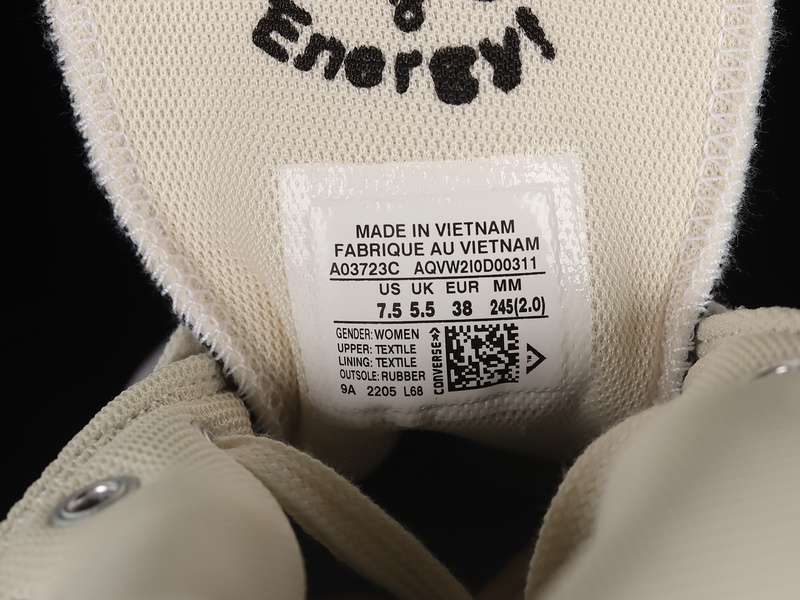 Energy!
MADE IN VIETNAM
FABRIQUE AU VIETNAM
A03723C AQVW2I0D00311
US UK EUR MM
7.5 5.5 38 245(2.0)
GENDER: WOMEN
UPPER: TEXTILE
LINING: TEXTILE
OUTSOLE: RUBBER
9A 2205 L68
CONVERSE